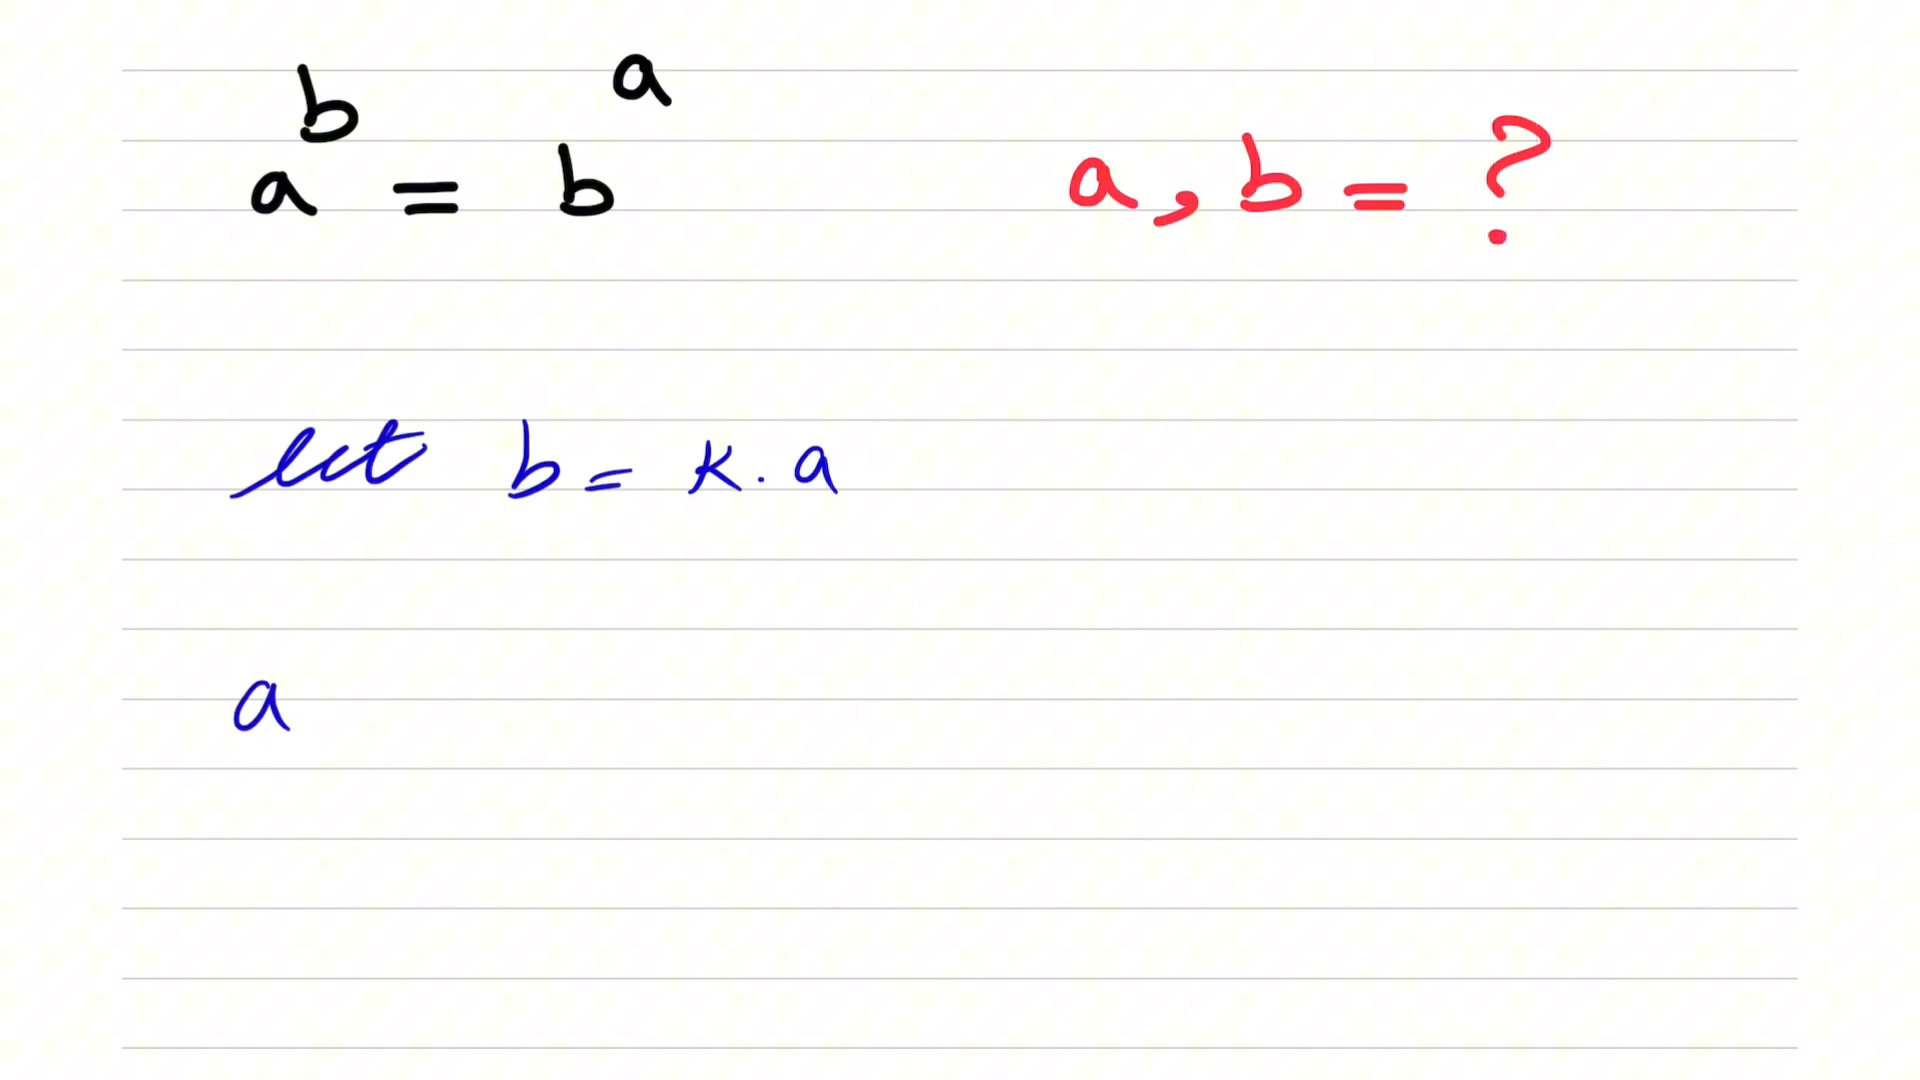 a^b = b^a a, b = ?
let b = k . a
a